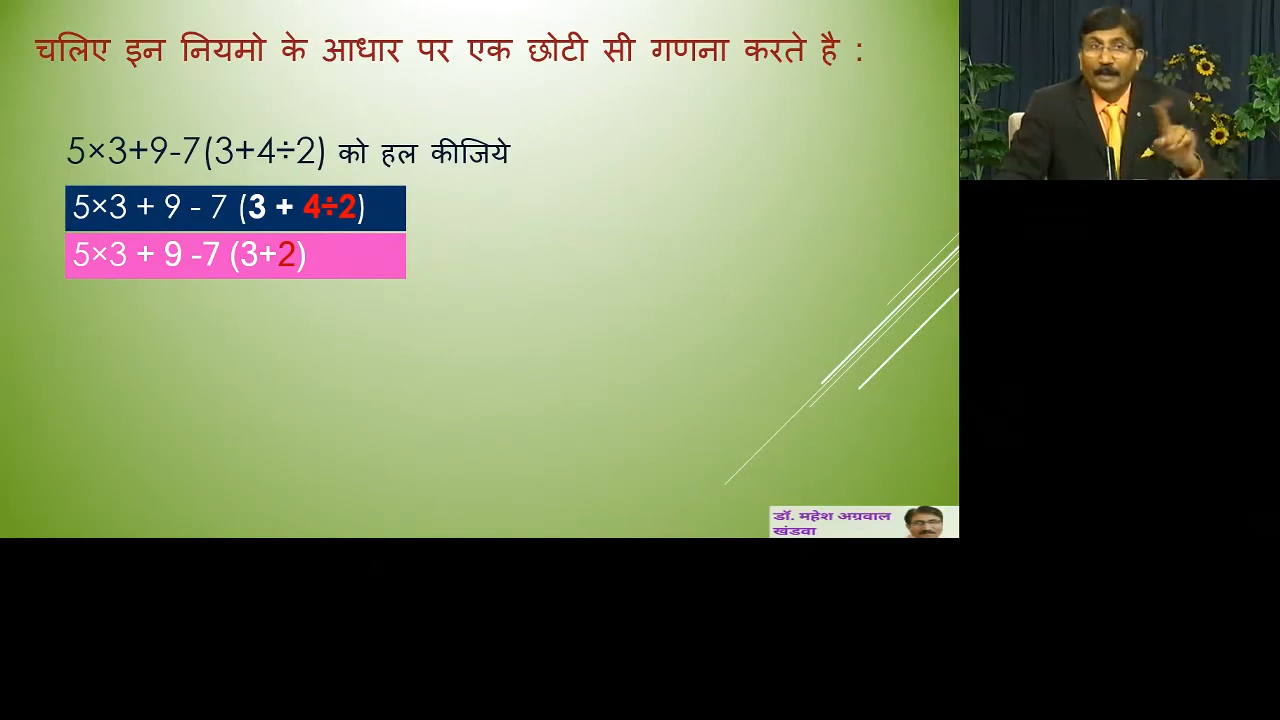 चलिए इन नियमो के आधार पर एक छोटी सी गणना करते है :
5×3+9-7(3+4÷2) को हल कीजिये
5×3 + 9 - 7 (3 + 4÷2)
5×3 + 9 -7 (3+2)
डॉ. महेश अग्रवाल
खंडवा